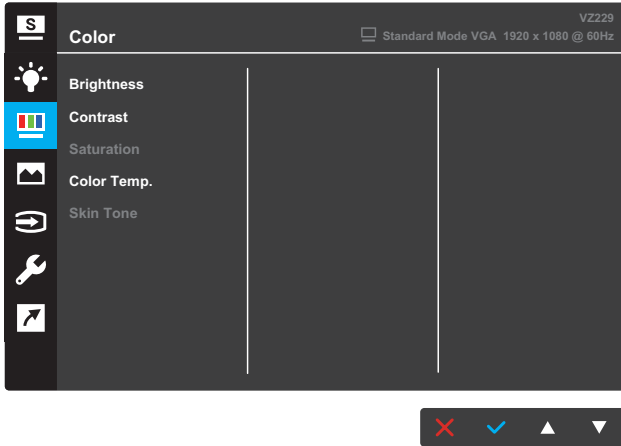 S
VZ229
Color
Standard Mode VGA 1920 x 1080 @ 60Hz
Brightness
Contrast
Saturation
Color Temp.
Skin Tone